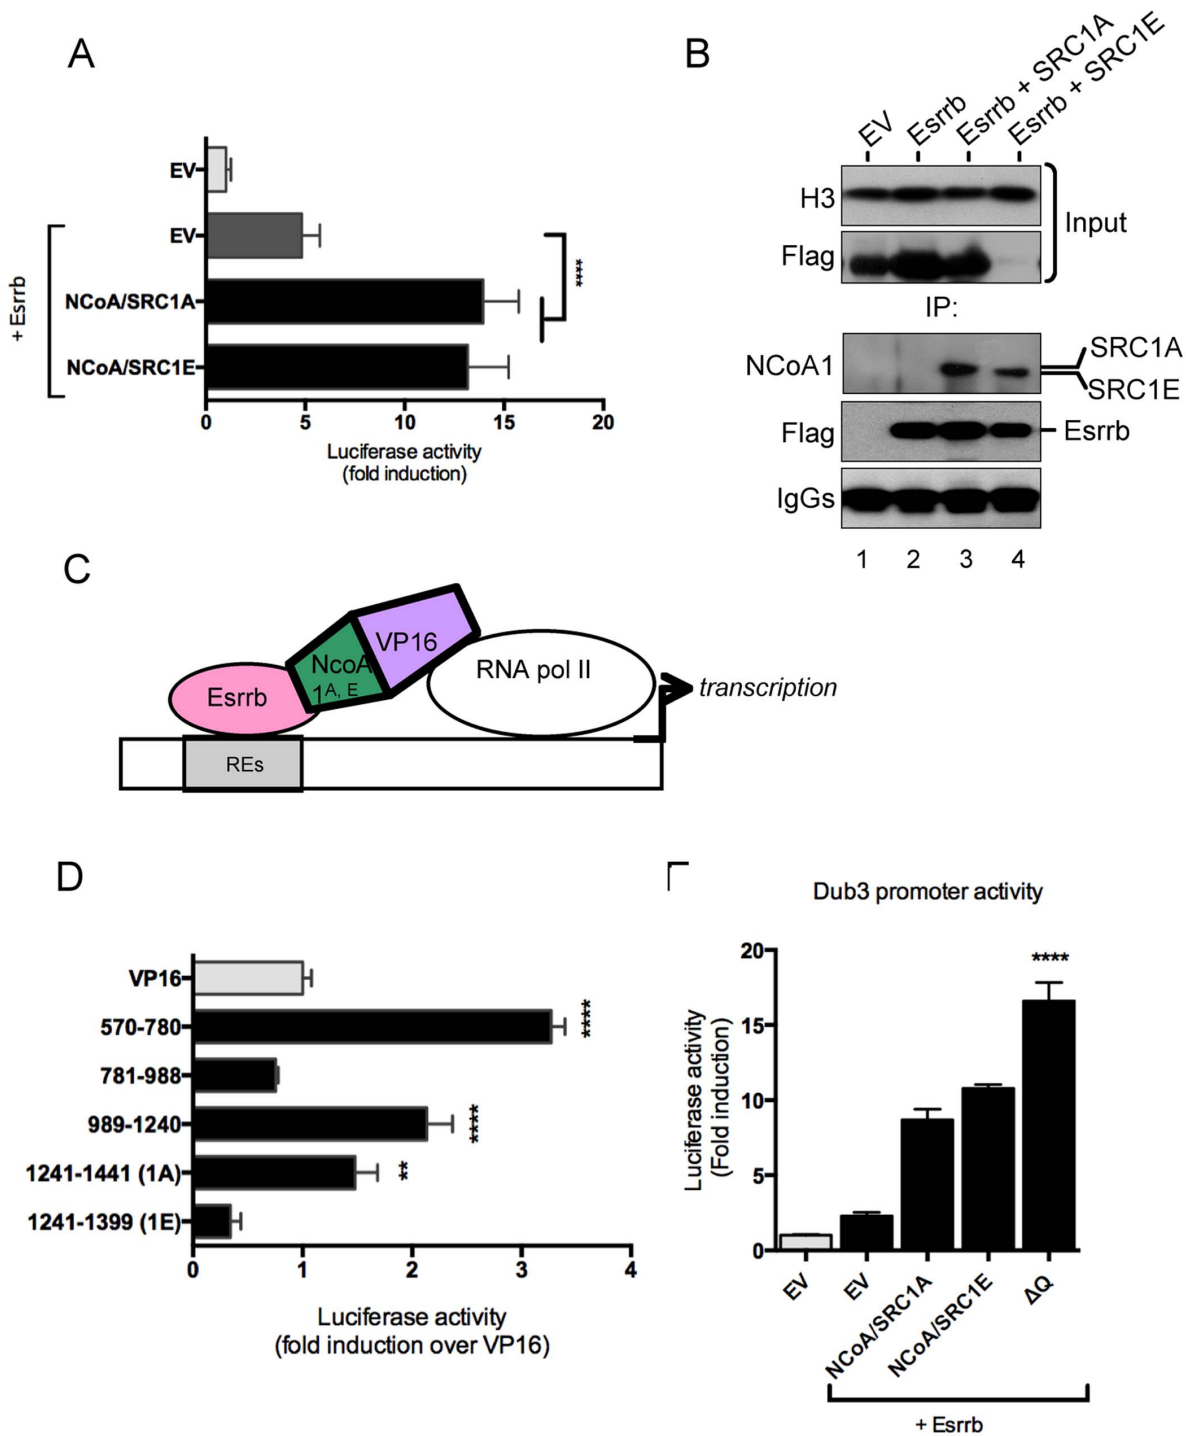 A
EV
EV
NCoA/SRC1A
NCoA/SRC1E
+ Esrrb
****
0 5 10 15 20
Luciferase activity
(fold induction)
B
EV
Esrrb
Esrrb + SRC1A
Esrrb + SRC1E
H3
Flag
Input
IP:
NCoA1
SRC1A
SRC1E
Flag
Esrrb
IgGs
1 2 3 4
C
Esrrb
NcoA
1A, E
VP16
RNA pol II
transcription
REs
D
VP16
570-780
****
781-988
989-1240
****
1241-1441 (1A)
**
1241-1399 (1E)
0 1 2 3 4
Luciferase activity
(fold induction over VP16)
Dub3 promoter activity
****
20
15
10
5
0
Luciferase activity
(Fold induction)
EV
EV
NCoA/SRC1A
NCoA/SRC1E
ΔQ
+ Esrrb